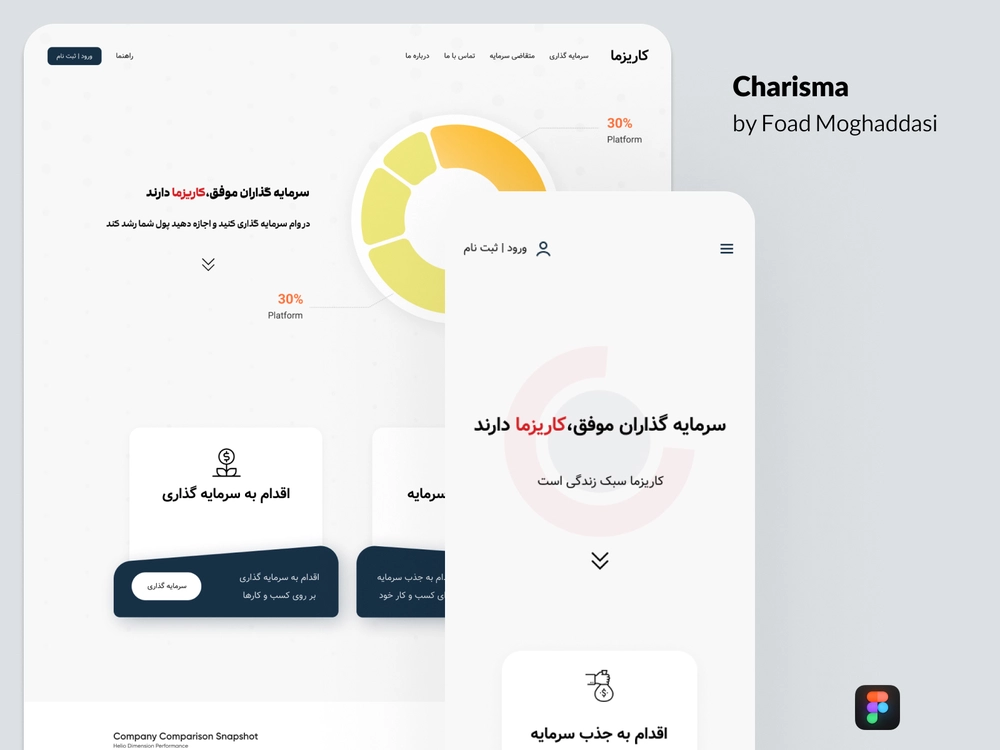 کاریزما
سرمایه گذاری
متقاضی سرمایه
تماس با ما
درباره ما
راهنما
ورود | ثبت نام
30%
Platform
سرمایه گذاران موفق،کاریزما دارند
در وام سرمایه گذاری کنید و اجازه دهید پول شما رشد کند
30%
Platform
اقدام به سرمایه گذاری
اقدام به سرمایه گذاری
بر روی کسب و کارها
سرمایه گذاری
سرمایه
به جذب سرمایه
کسب و کار خود
Company Comparison Snapshot
Hello Dimension Performance
ورود | ثبت نام
سرمایه گذاران موفق،کاریزما دارند
کاریزما سبک زندگی است
اقدام به جذب سرمایه
Charisma
by Foad Moghaddasi